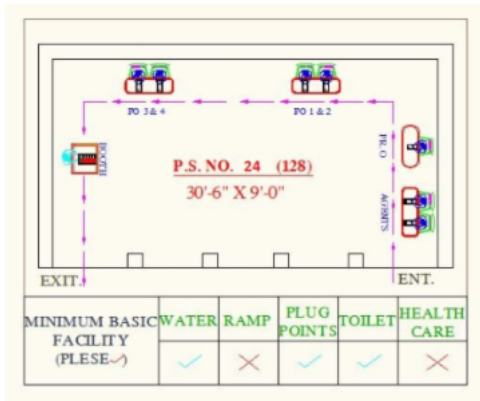 PO 3 & 4
PO 1 & 2
BOOTH
PR. O
AGENTS
P.S. NO. 24 (128)
30'-6" X 9'-0"
EXIT.
ENT.
MINIMUM BASIC
FACILITY
(PLESE✓)
WATER
RAMP
PLUG
POINTS
TOILET
HEALTH
CARE